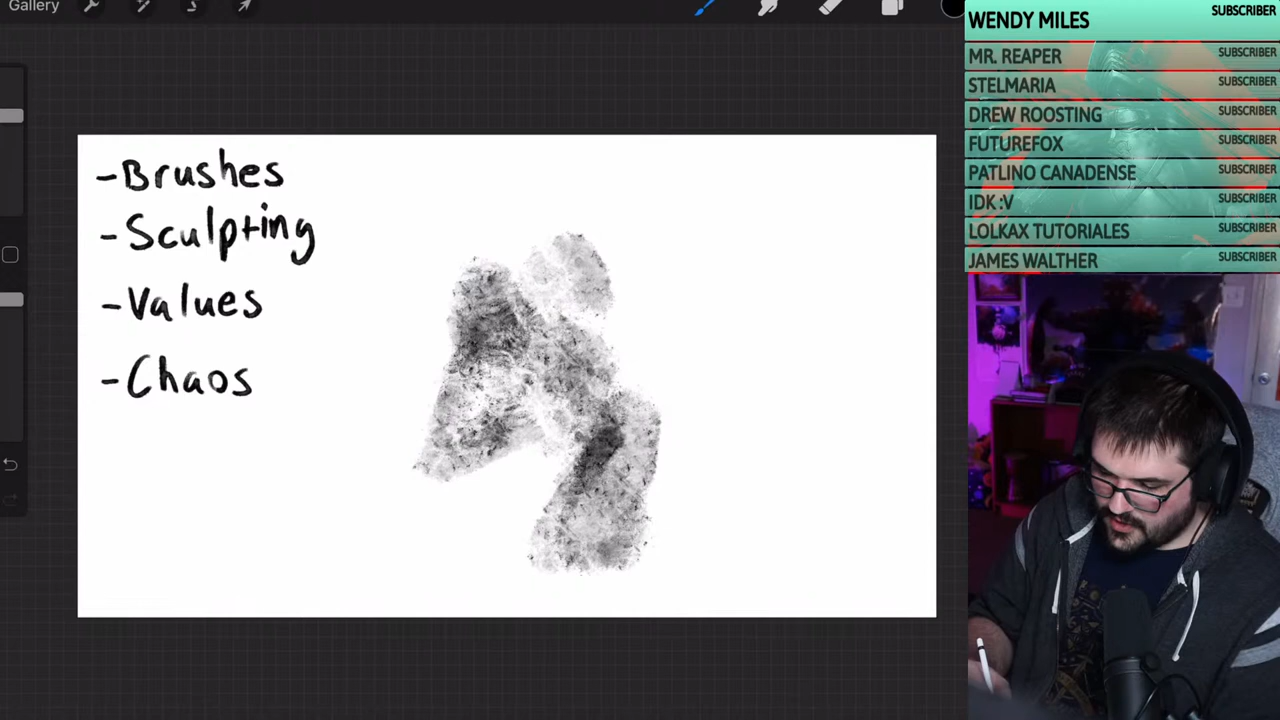 Gallery
-Brushes
-Sculpting
-Values
-Chaos
WENDY MILES SUBSCRIBER
MR. REAPER SUBSCRIBER
STELMARIA SUBSCRIBER
DREW ROOSTING SUBSCRIBER
FUTUREFOX SUBSCRIBER
PATLINO CANADENSE SUBSCRIBER
IDK :V SUBSCRIBER
LOLKAX TUTORIALES SUBSCRIBER
JAMES WALTHER SUBSCRIBER